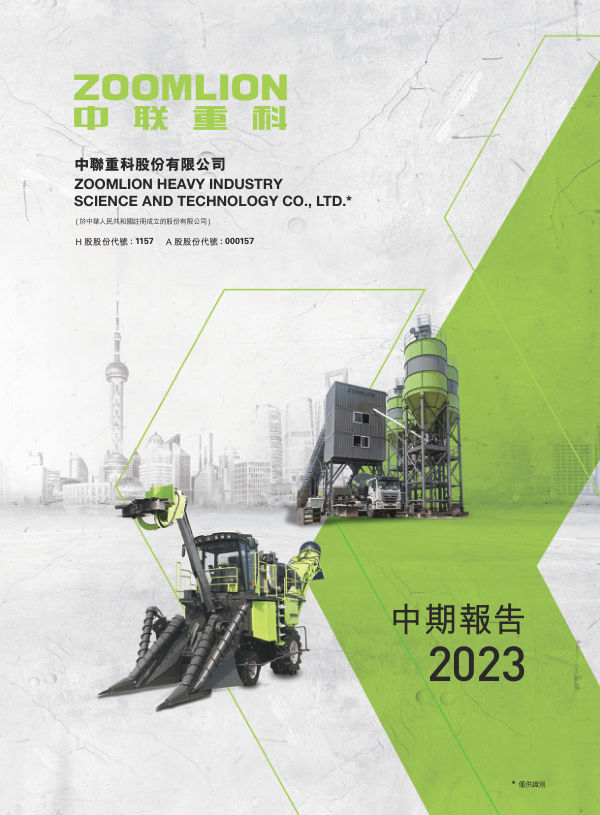 ZOOMLION
中联重科
中聯重科股份有限公司
ZOOMLION HEAVY INDUSTRY
SCIENCE AND TECHNOLOGY CO., LTD.*
(於中華人民共和國註冊成立的股份有限公司)
H 股股份代號:1157 A 股股份代號:000157
ZOOMLION
中期報告
2023
* 僅供識別